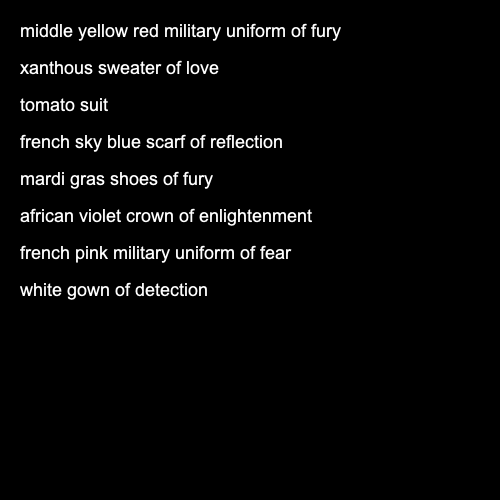 middle yellow red military uniform of fury
xanthous sweater of love
tomato suit
french sky blue scarf of reflection
mardi gras shoes of fury
african violet crown of enlightenment
french pink military uniform of fear
white gown of detection